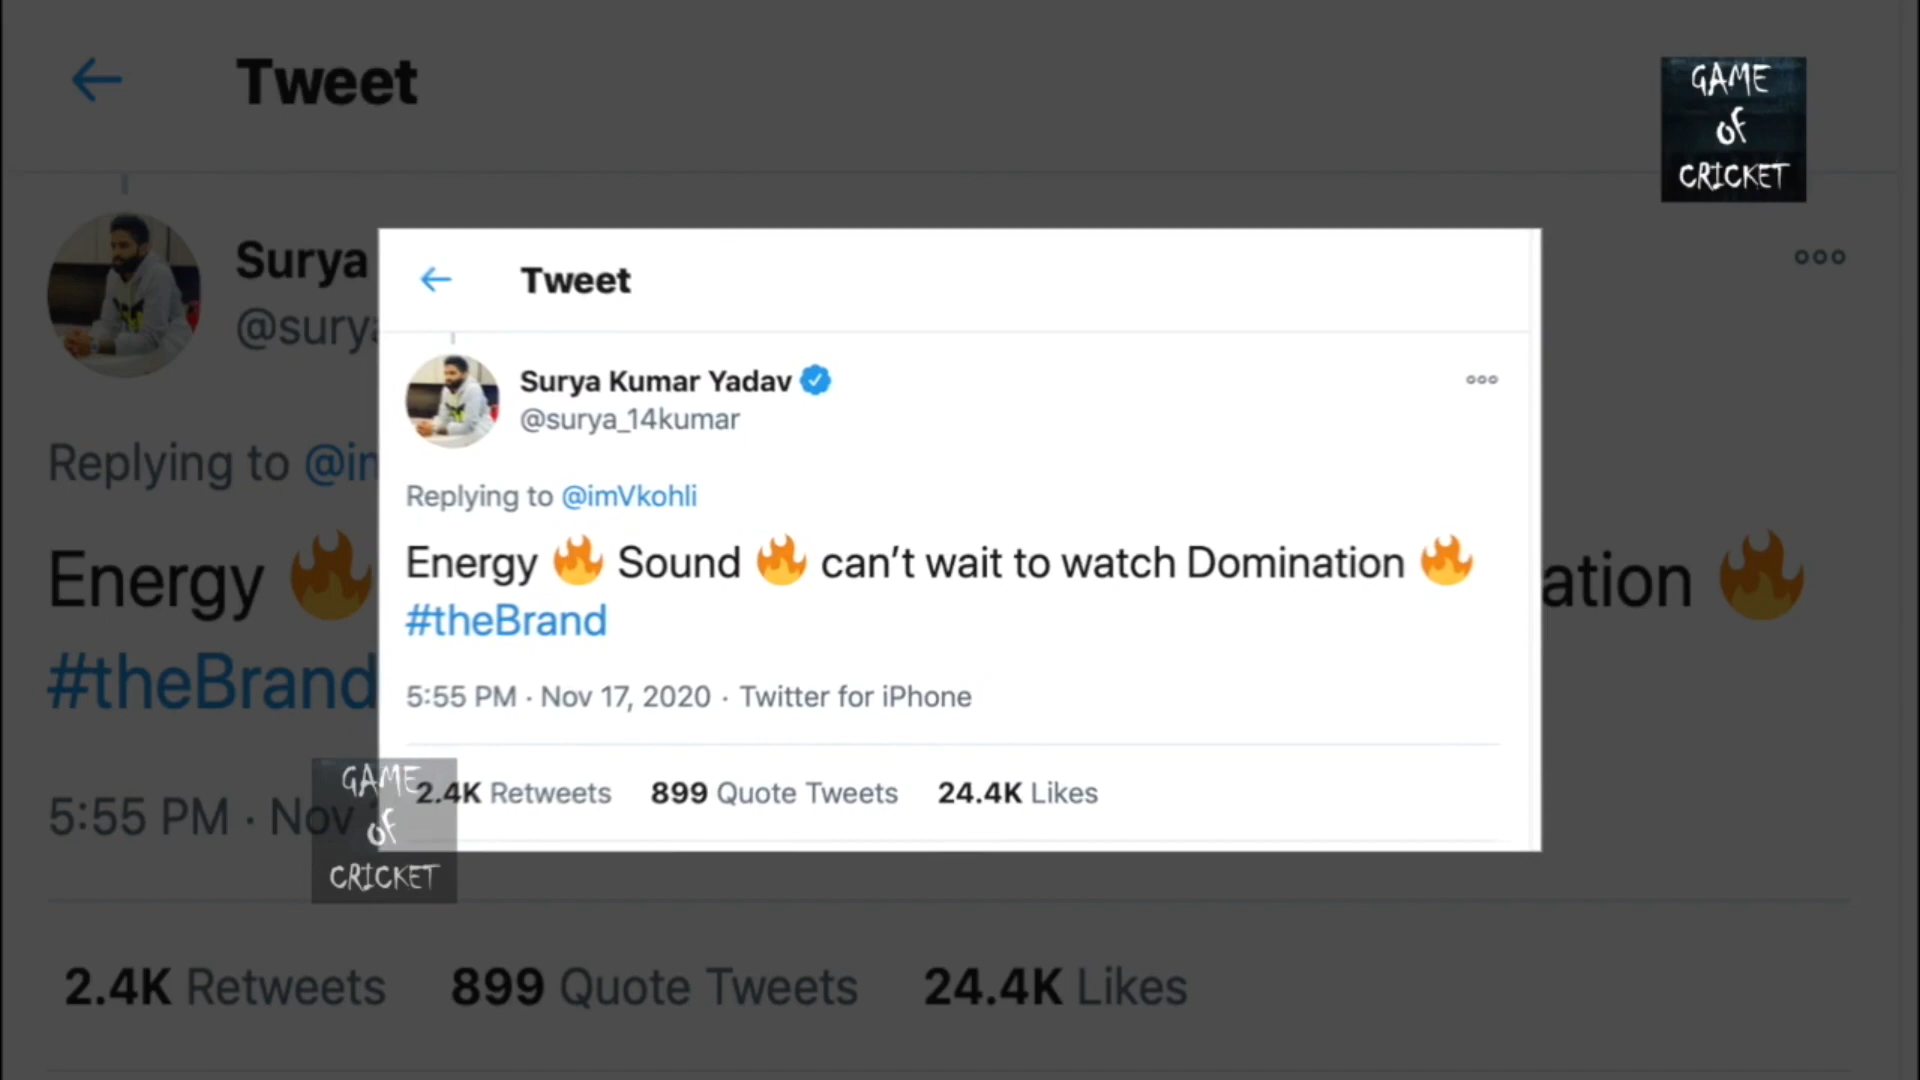 Tweet
GAME
of
CRICKET
Surya
@surya
Replying to @im
Energy 🔥 ation 🔥
#theBrand
5:55 PM · Nov
2.4K Retweets 899 Quote Tweets 24.4K Likes
Tweet
Surya Kumar Yadav
@surya_14kumar
Replying to @imVkohli
Energy 🔥 Sound 🔥 can't wait to watch Domination 🔥
#theBrand
5:55 PM · Nov 17, 2020 · Twitter for iPhone
2.4K Retweets 899 Quote Tweets 24.4K Likes
GAME
of
CRICKET